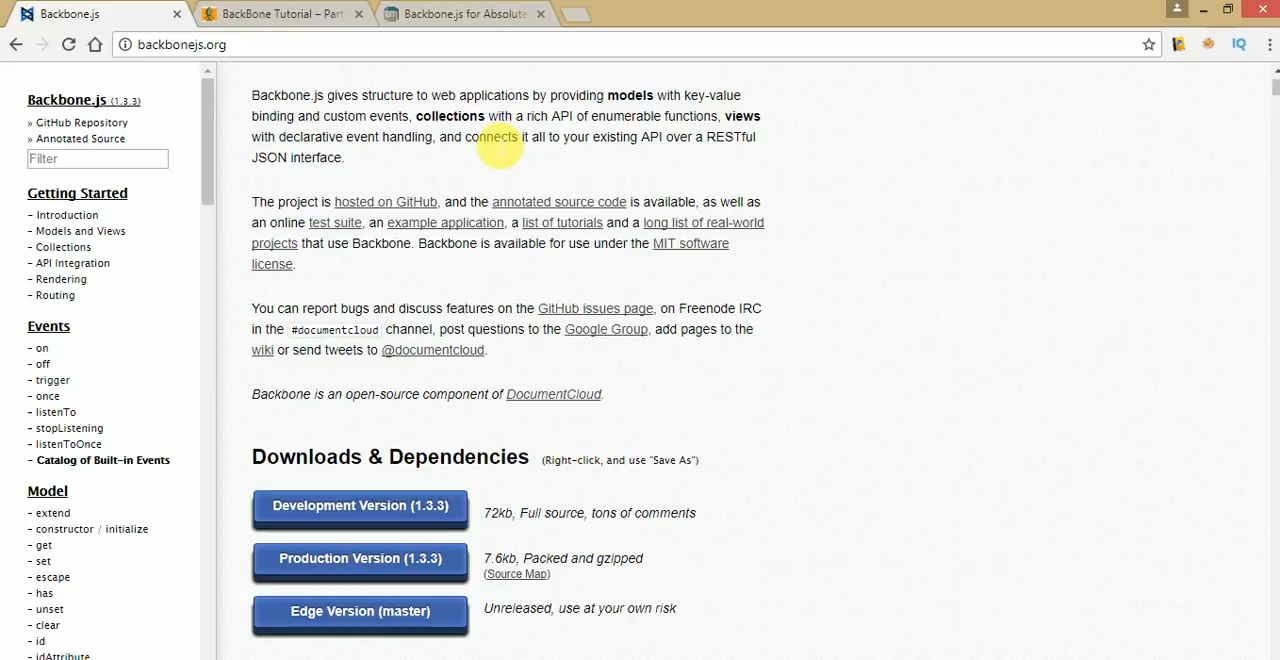 Backbone.js
BackBone Tutorial – Part
Backbone.js for Absolute
backbonejs.org
IQ
Backbone.js (1.3.3)
» GitHub Repository
» Annotated Source
Filter
Getting Started
- Introduction
- Models and Views
- Collections
- API Integration
- Rendering
- Routing
Events
- on
- off
- trigger
- once
- listenTo
- stopListening
- listenToOnce
- Catalog of Built-in Events
Model
- extend
- constructor / initialize
- get
- set
- escape
- has
- unset
- clear
- id
- idAttribute
Backbone.js gives structure to web applications by providing models with key-value
binding and custom events, collections with a rich API of enumerable functions, views
with declarative event handling, and connects it all to your existing API over a RESTful
JSON interface.
The project is hosted on GitHub, and the annotated source code is available, as well as
an online test suite, an example application, a list of tutorials and a long list of real-world
projects that use Backbone. Backbone is available for use under the MIT software
license.
You can report bugs and discuss features on the GitHub issues page, on Freenode IRC
in the #documentcloud channel, post questions to the Google Group, add pages to the
wiki or send tweets to @documentcloud.
Backbone is an open-source component of DocumentCloud.
Downloads & Dependencies (Right-click, and use "Save As")
Development Version (1.3.3)
72kb, Full source, tons of comments
Production Version (1.3.3)
7.6kb, Packed and gzipped
(Source Map)
Edge Version (master)
Unreleased, use at your own risk